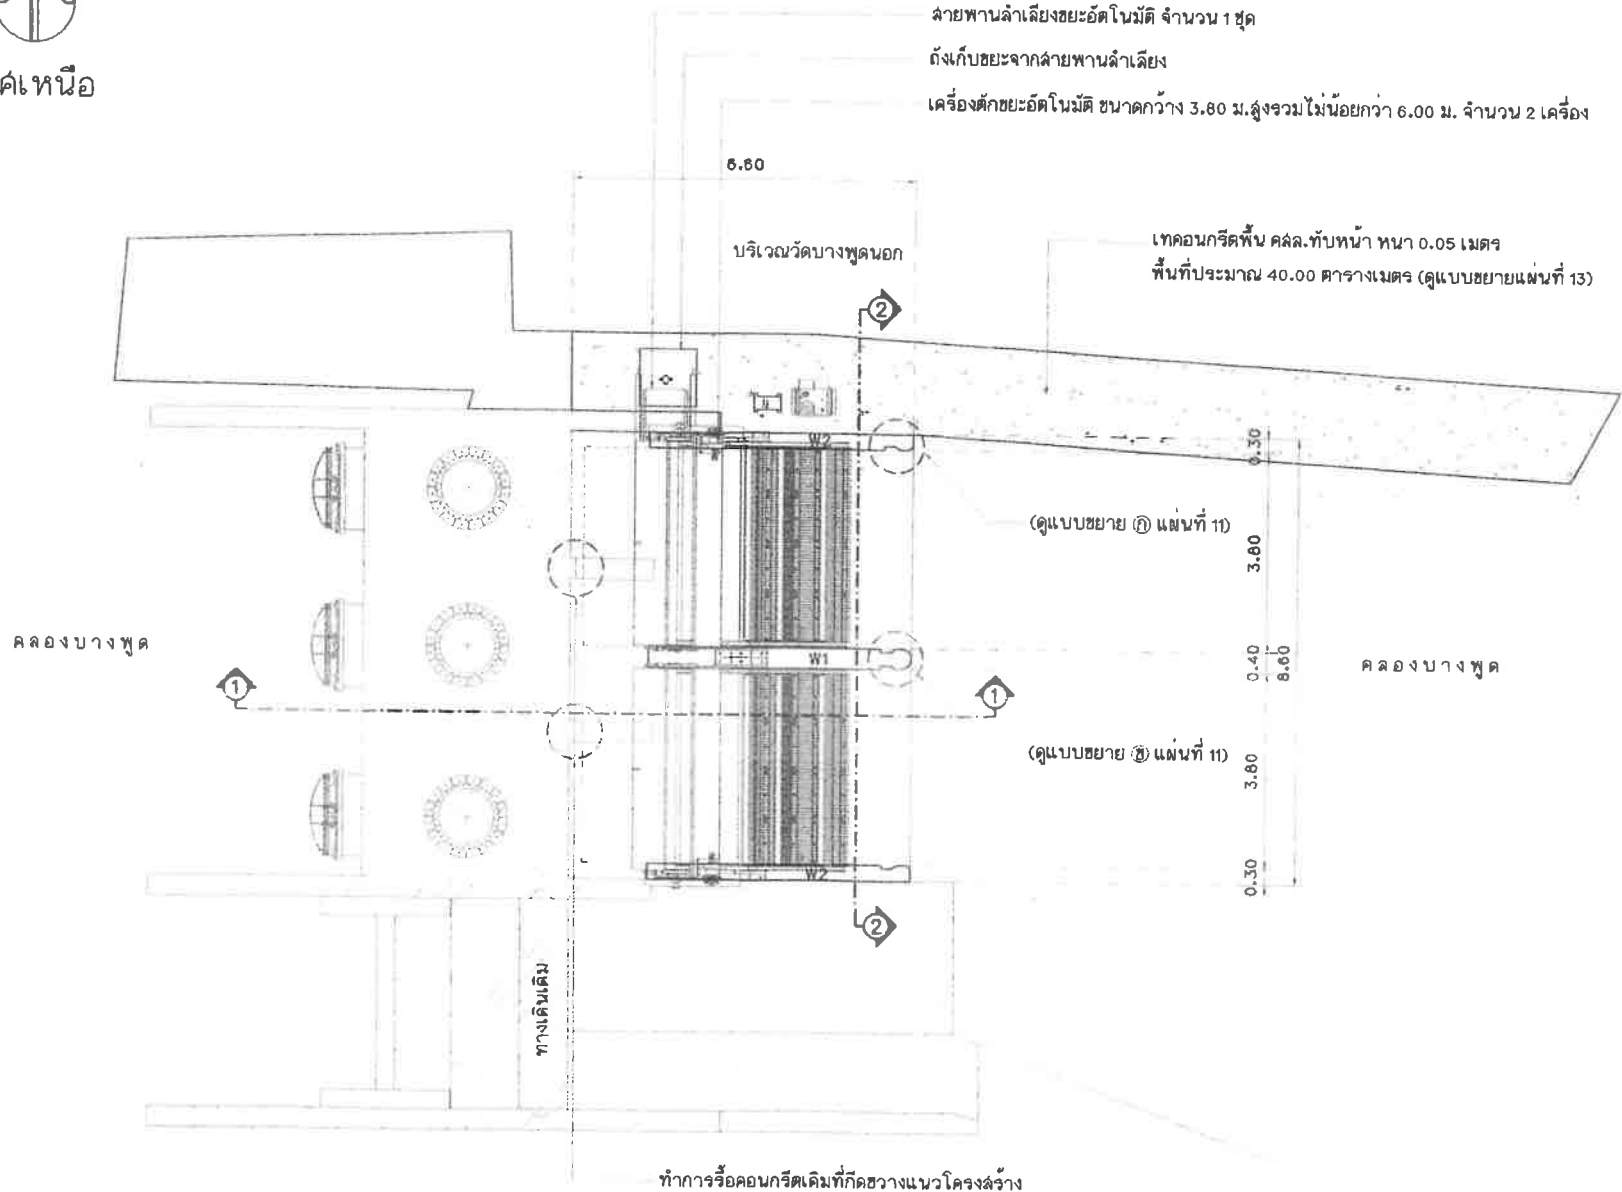 ศเหนือ
สายพานลำเลียงขยะอัตโนมัติ จำนวน 1 ชุด
ถังเก็บขยะจากสายพานลำเลียง
เครื่องตักขยะอัตโนมัติ ขนาดกว้าง 3.80 ม.สูงรวมไม่น้อยกว่า 6.00 ม. จำนวน 2 เครื่อง
6.60
บริเวณวัดบางพูดนอก
เทคอนกรีตพื้น คสล.ทับหน้า หนา 0.05 เมตร
พื้นที่ประมาณ 40.00 ตารางเมตร (ดูแบบขยายแผ่นที่ 13)
2
W2
0.30
(ดูแบบขยาย ก แผ่นที่ 11)
3.80
คลองบางพูด
W1
0.40
8.60
คลองบางพูด
1
1
(ดูแบบขยาย ข แผ่นที่ 11)
3.80
W2
0.30
2
ทางเดินเดิม
ทำการรื้อคอนกรีตเดิมที่กีดขวางแนวโครงสร้าง